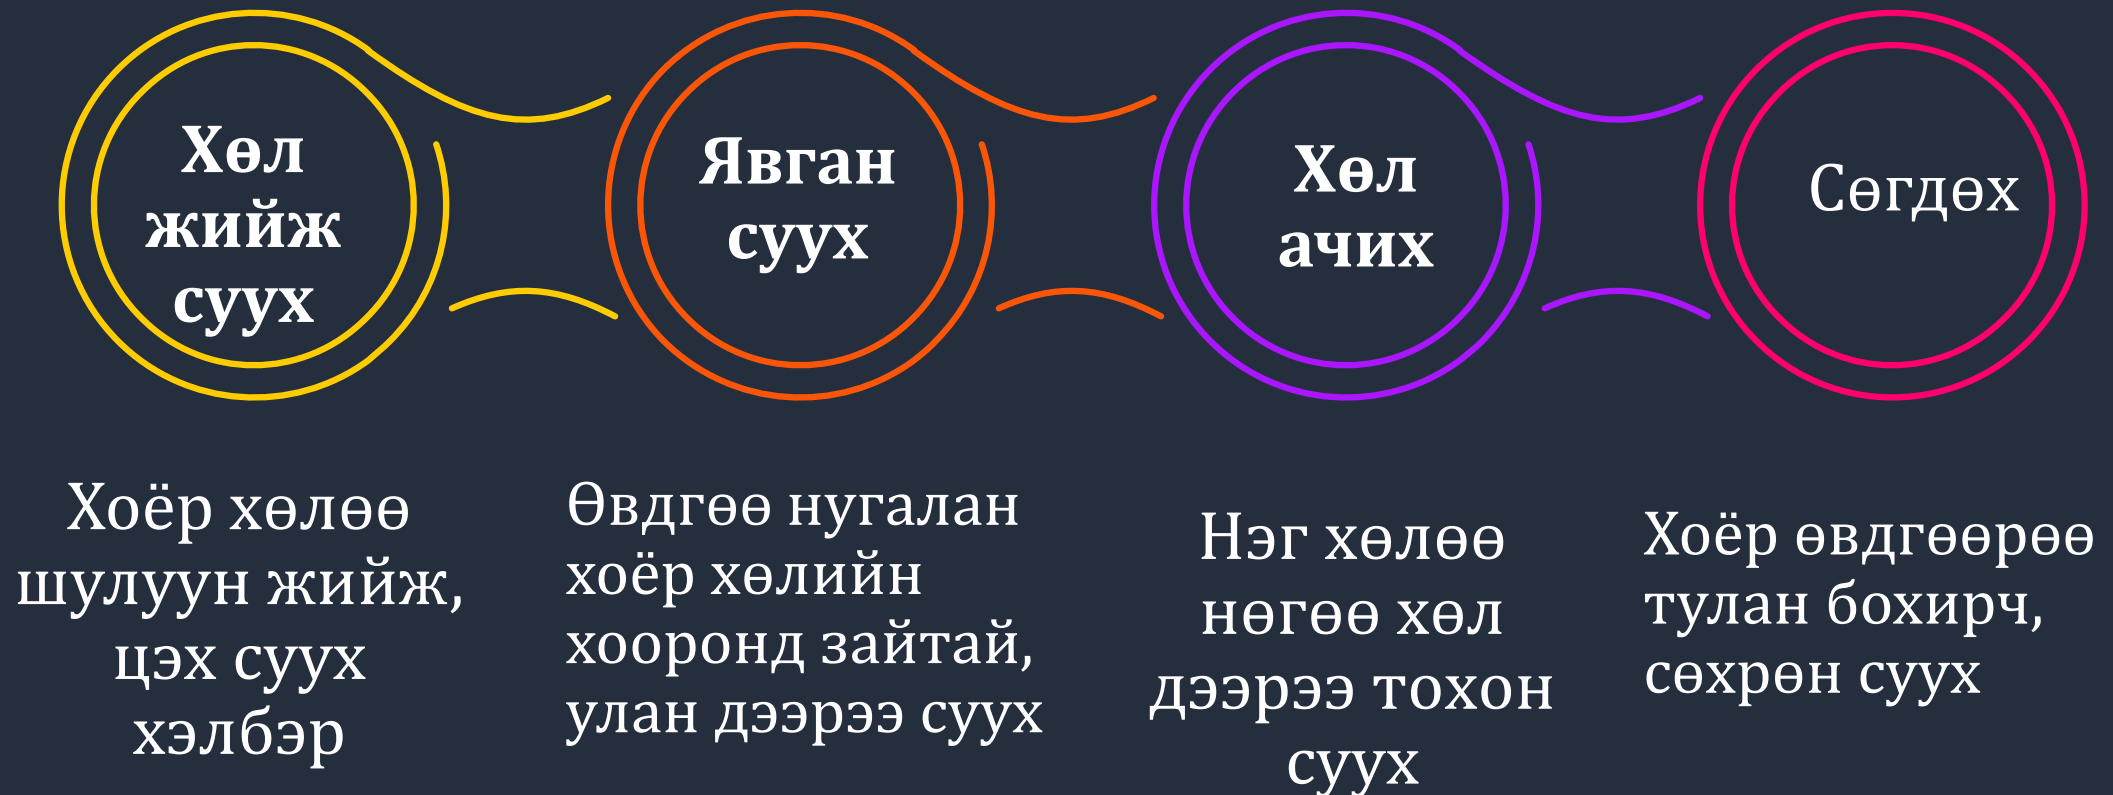 Хөл
жийж
суух
Явган
суух
Хөл
ачих
Сөгдөх
Хоёр хөлөө
шулуун жийж,
цэх суух
хэлбэр
Өвдгөө нугалан
хоёр хөлийн
хооронд зайтай,
улан дээрээ суух
Нэг хөлөө
нөгөө хөл
дээрээ тохон
суух
Хоёр өвдгөөрөө
тулан бохирч,
сөхрөн суух